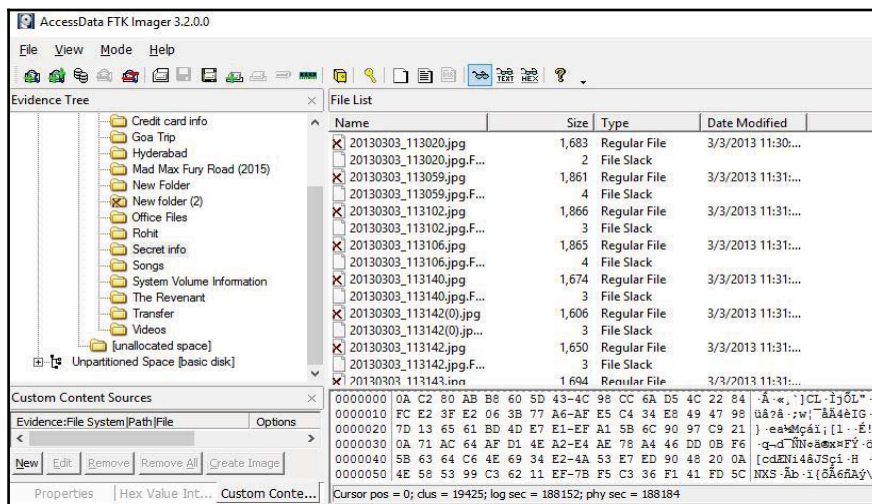 AccessData FTK Imager 3.2.0.0
File View Mode Help
Evidence Tree
Credit card info
Goa Trip
Hyderabad
Mad Max Fury Road (2015)
New Folder
New folder (2)
Office Files
Rohit
Secret info
Songs
System Volume Information
The Revenant
Transfer
Videos
[unallocated space]
Unpartitioned Space [basic disk]
Custom Content Sources
Evidence:File System|Path|File Options
New Edit Remove Remove All Create Image
Properties Hex Value Int... Custom Conte...
File List
Name Size Type Date Modified
20130303_113020.jpg 1,683 Regular File 3/3/2013 11:30:...
20130303_113020.jpg.F... 2 File Slack
20130303_113059.jpg 1,861 Regular File 3/3/2013 11:31:...
20130303_113059.jpg.F... 4 File Slack
20130303_113102.jpg 1,866 Regular File 3/3/2013 11:31:...
20130303_113102.jpg.F... 3 File Slack
20130303_113106.jpg 1,865 Regular File 3/3/2013 11:31:...
20130303_113106.jpg.F... 4 File Slack
20130303_113140.jpg 1,674 Regular File 3/3/2013 11:31:...
20130303_113140.jpg.F... 3 File Slack
20130303_113142(0).jpg 1,606 Regular File 3/3/2013 11:31:...
20130303_113142(0).jp... 3 File Slack
20130303_113142.jpg 1,650 Regular File 3/3/2013 11:31:...
20130303_113142.jpg.F... 3 File Slack
20130303_113143.jpg 1,694 Regular File 3/3/2013 11:31:...
0000000 0A C2 80 AB B8 60 5D 43-4C 98 CC 6A D5 4C 22 84
0000010 FC E2 3F E2 06 3B 77 A6-AF E5 C4 34 E8 49 47 98
0000020 7D 13 65 61 BD 4D E7 E1-EF A1 5B 6C 90 97 C9 21
0000030 0A 71 AC 64 AF D1 4E A2-E4 AE 78 A4 46 DD 0B F6
0000040 5B 63 64 C6 4E 69 34 E2-4A 53 E7 ED 90 48 20 0A
0000050 4E 58 53 99 C3 62 11 EF-7B F5 C3 36 F1 41 FD 5C
Cursor pos = 0; clus = 19425; log sec = 188152; phy sec = 188184